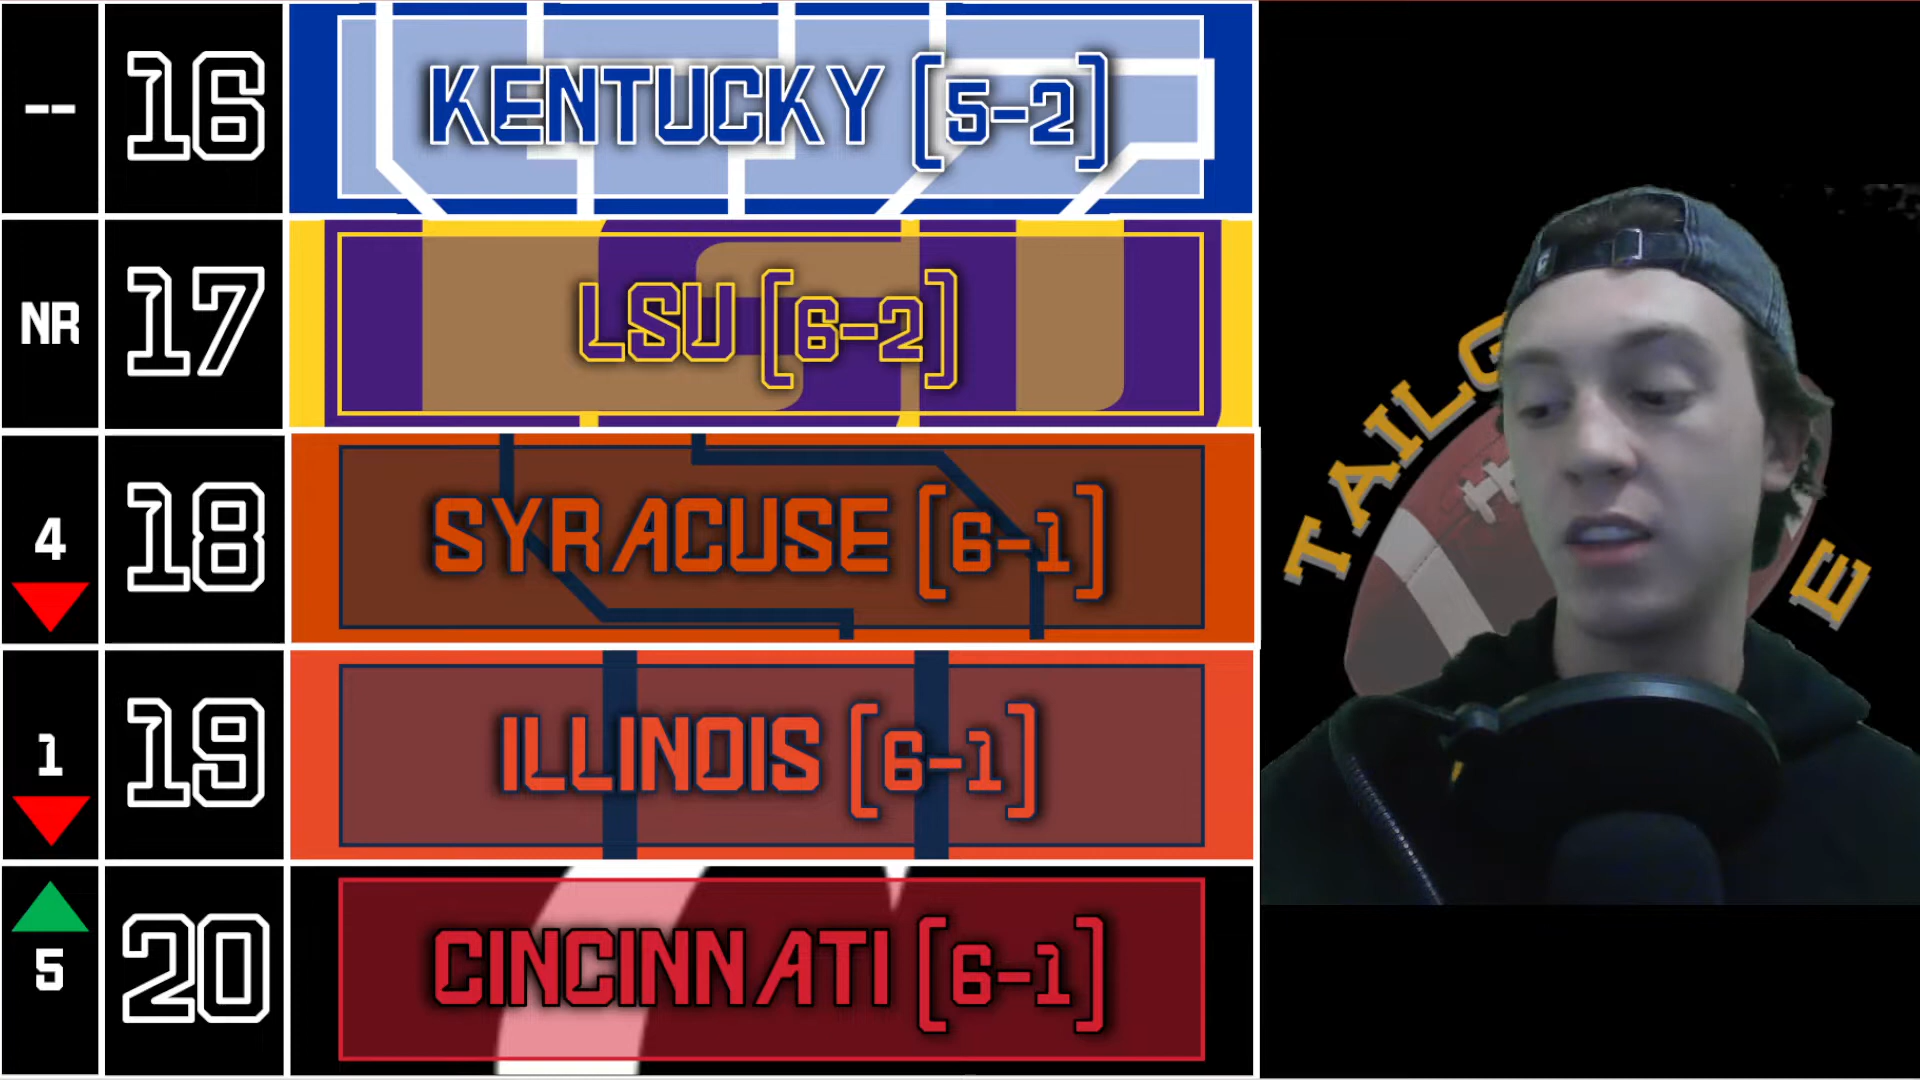 --
16
KENTUCKY [5-2]
NR
17
LSU [6-2]
4
18
SYRACUSE [6-1]
1
19
ILLINOIS [6-1]
5
20
CINCINNATI [6-1]
TAILG
E